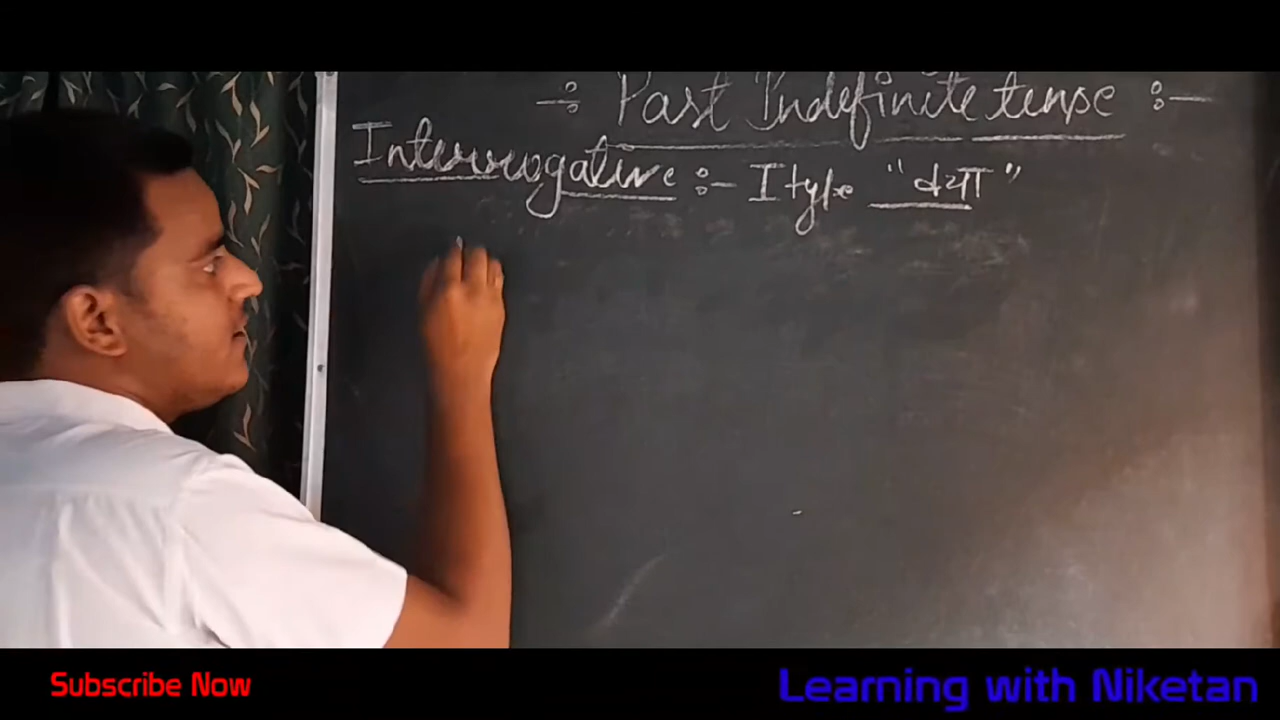 ÷ Past Indefinite tense :-
Interrogative :- I type "क्या"
Subscribe Now
Learning with Niketan